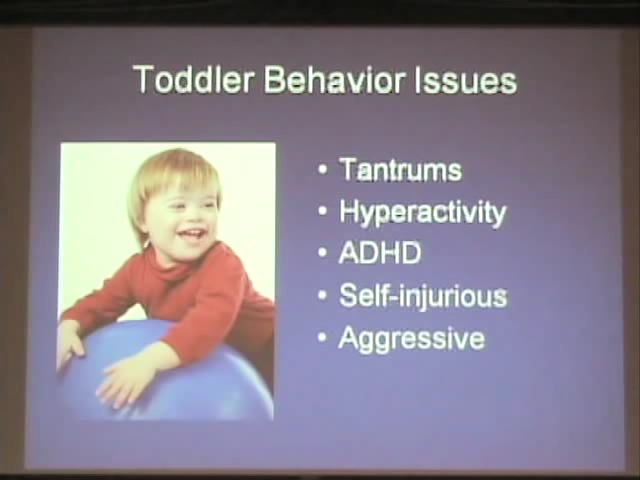 Toddler Behavior Issues
• Tantrums
• Hyperactivity
• ADHD
• Self-injurious
• Aggressive